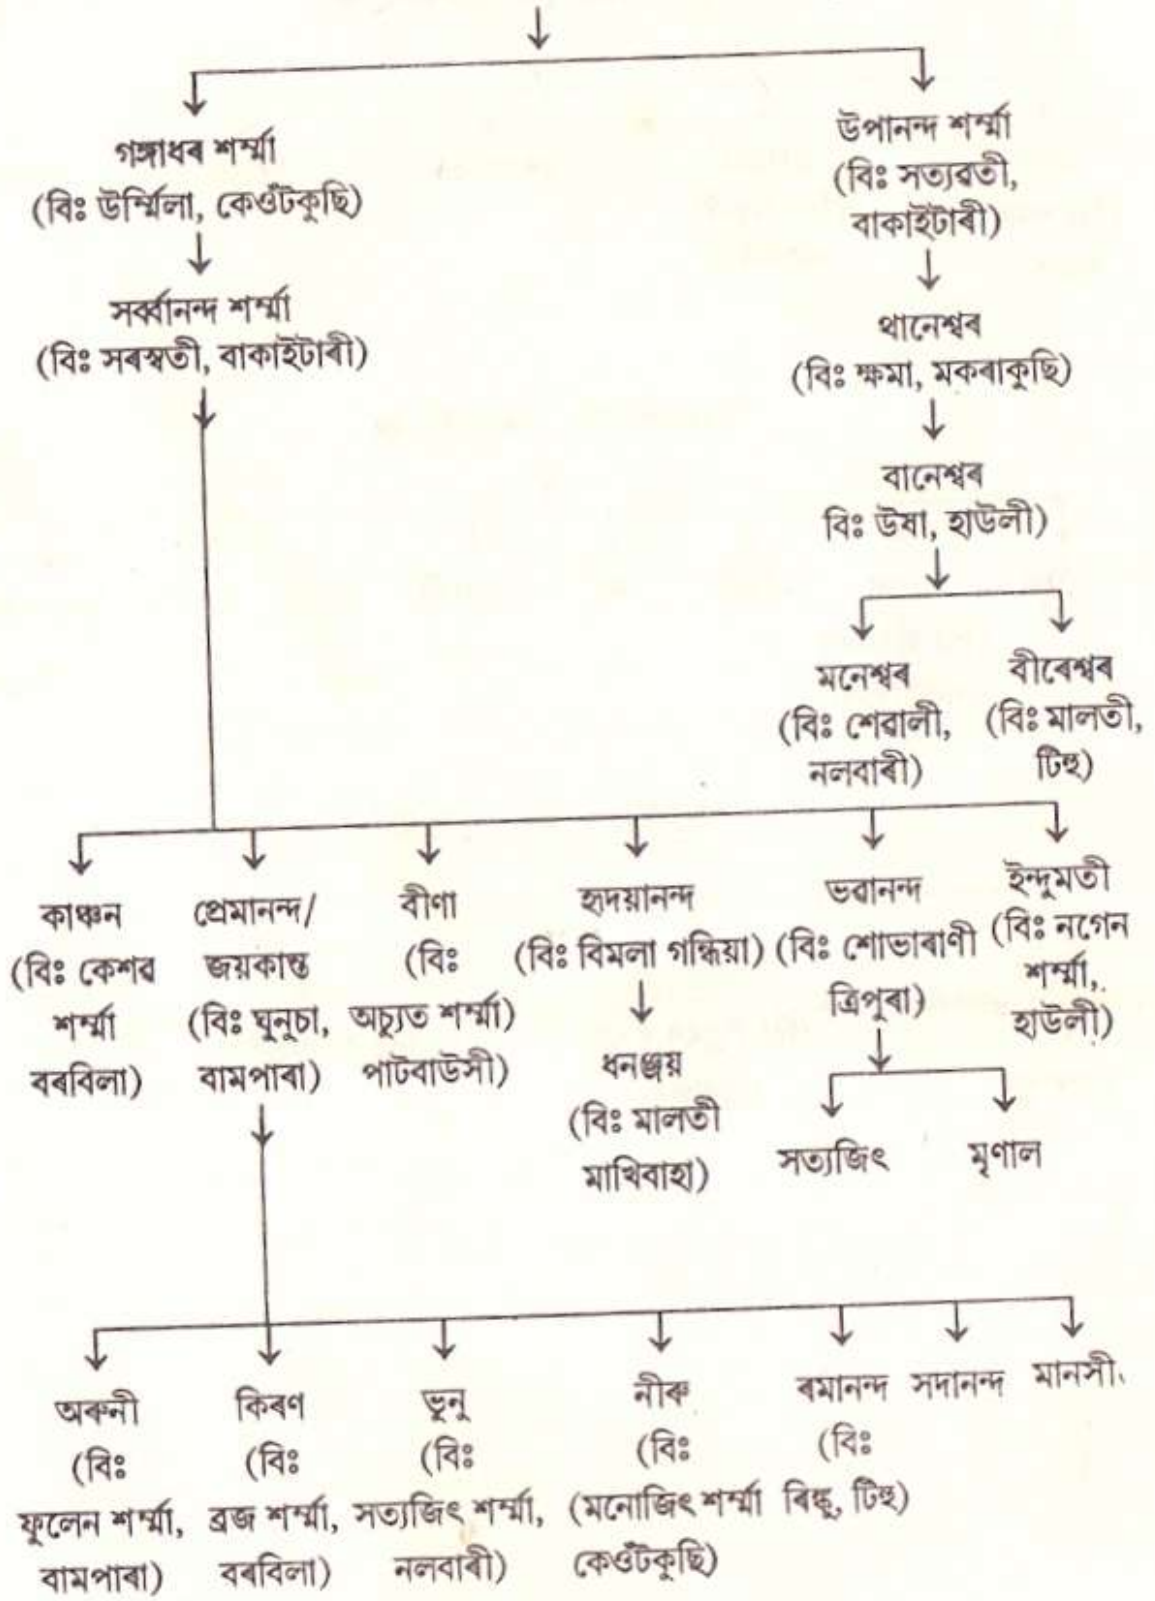 গঙ্গাধৰ শৰ্ম্মা
(বিঃ উৰ্ম্মিলা, কেওঁটকুছি)
সৰ্ব্বানন্দ শৰ্ম্মা
(বিঃ সৰস্বতী, বাকাইটাৰী)
উপানন্দ শৰ্ম্মা
(বিঃ সত্যৱতী,
বাকাইটাৰী)
থানেশ্বৰ
(বিঃ ক্ষমা, মকৰাকুছি)
বানেশ্বৰ
বিঃ উষা, হাউলী)
মনেশ্বৰ
(বিঃ শেৱালী,
নলবাৰী)
বীৰেশ্বৰ
(বিঃ মালতী,
টিহু)
কাঞ্চন
(বিঃ কেশৱ
শৰ্ম্মা
বৰবিলা)
প্ৰেমানন্দ/
জয়কান্ত
(বিঃ ঘুনুচা,
বামপাৰা)
বীণা
(বিঃ
অচ্যুত শৰ্ম্মা)
পাটবাউসী)
হৃদয়ানন্দ
(বিঃ বিমলা গন্ধিয়া)
ধনঞ্জয়
(বিঃ মালতী
মাখিবাহা)
ভৱানন্দ
(বিঃ শোভাৰাণী
ত্ৰিপুৰা)
সত্যজিৎ
মৃণাল
ইন্দুমতী
(বিঃ নগেন
শৰ্ম্মা,
হাউলী)
অৰুনী
(বিঃ
ফুলেন শৰ্ম্মা,
বামপাৰা)
কিৰণ
(বিঃ
ব্ৰজ শৰ্ম্মা,
বৰবিলা)
ভূনু
(বিঃ
সত্যজিৎ শৰ্ম্মা,
নলবাৰী)
নীৰু
(বিঃ
(মনোজিৎ শৰ্ম্মা
কেওঁটকুছি)
ৰমানন্দ
(বিঃ
ৰিঙ্কু, টিহু)
সদানন্দ
মানসী